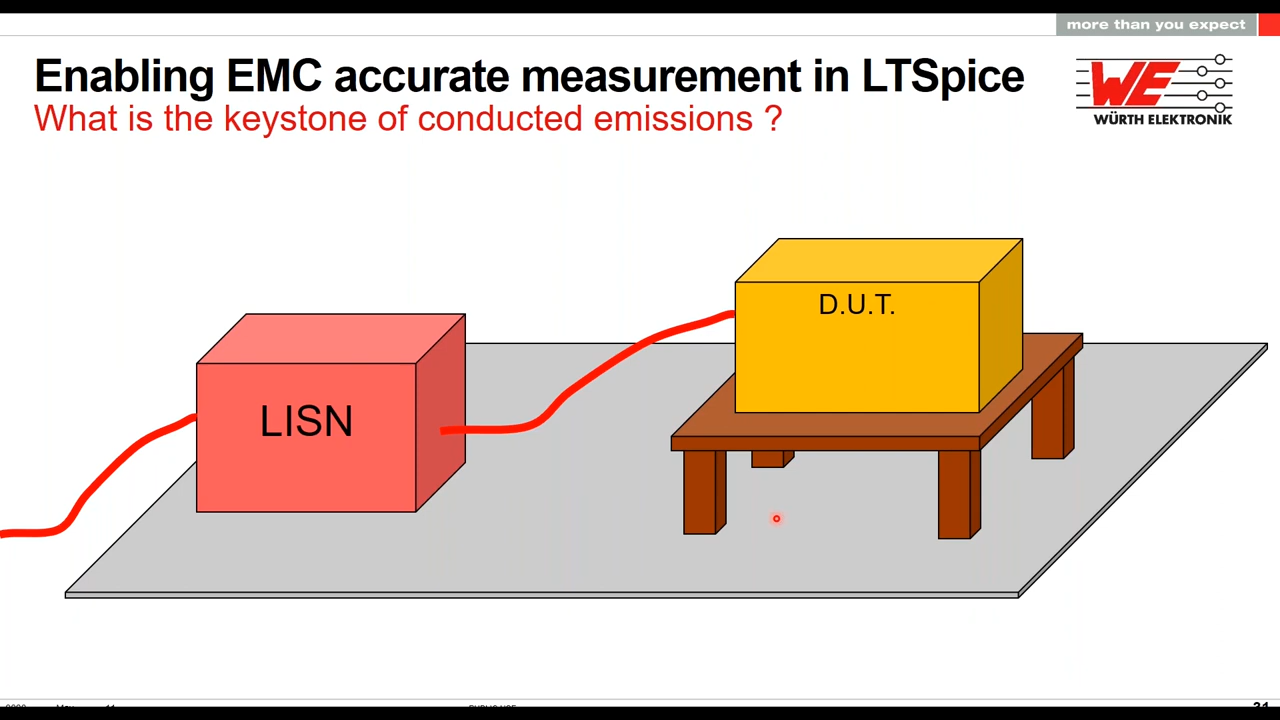 more than you expect
Enabling EMC accurate measurement in LTSpice
What is the keystone of conducted emissions ?
WE
WÜRTH ELEKTRONIK
D.U.T.
LISN